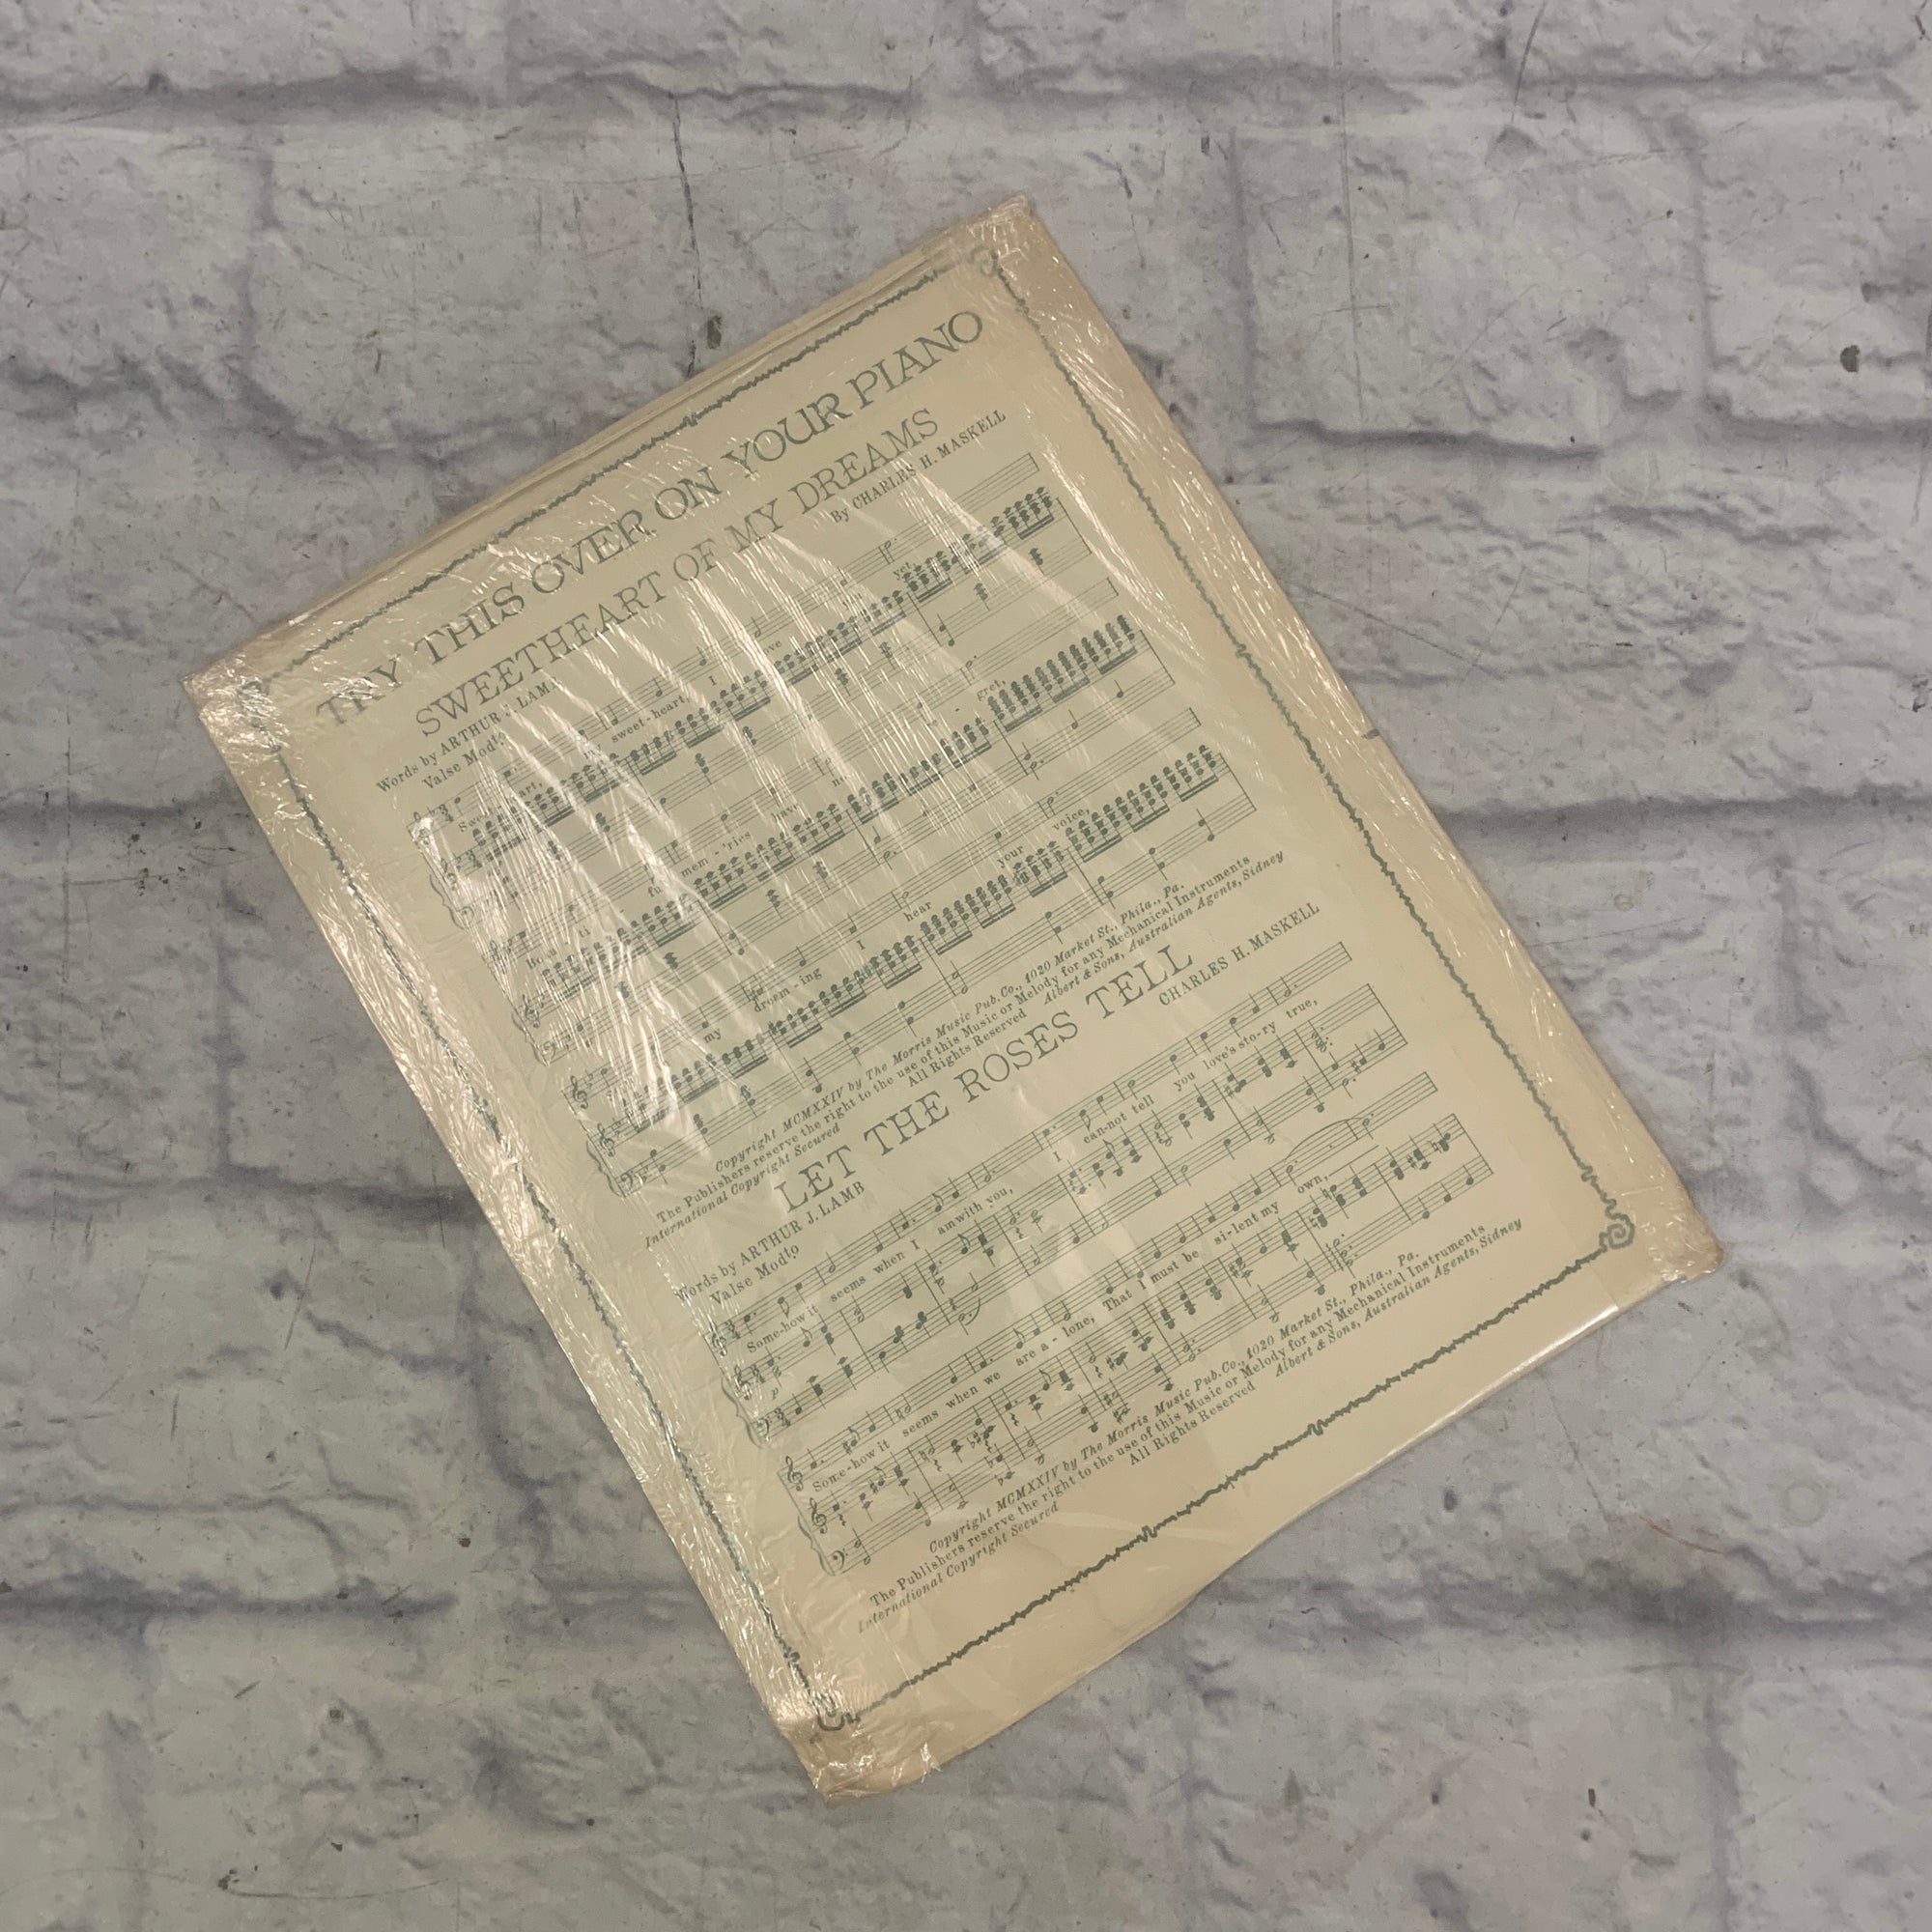 TRY THIS OVER ON YOUR PIANO
SWEETHEART OF MY DREAMS
Words by ARTHUR J. LAMB
By CHARLES H. MASKELL
Valse Modto
sweet-heart, I yet,
mem-'ries gret,
my dream-ing I hear your voice,
Copyright MCMXXIV by The Morris Music Pub. Co., 1020 Market St., Phila., Pa.
The Publishers reserve the right to the use of this Music or Melody for any Mechanical Instruments
International Copyright Secured All Rights Reserved Albert & Sons, Australian Agents, Sidney
LET THE ROSES TELL
Words by ARTHUR J. LAMB
CHARLES H. MASKELL
Valse Modto
Some-how it seems when I am with you, I can-not tell you love's sto-ry true,
Some-how it seems when we are a-lone, That I must be si-lent my own,
Copyright MCMXXIV by The Morris Music Pub. Co., 1020 Market St., Phila., Pa.
The Publishers reserve the right to the use of this Music or Melody for any Mechanical Instruments
International Copyright Secured All Rights Reserved Albert & Sons, Australian Agents, Sidney